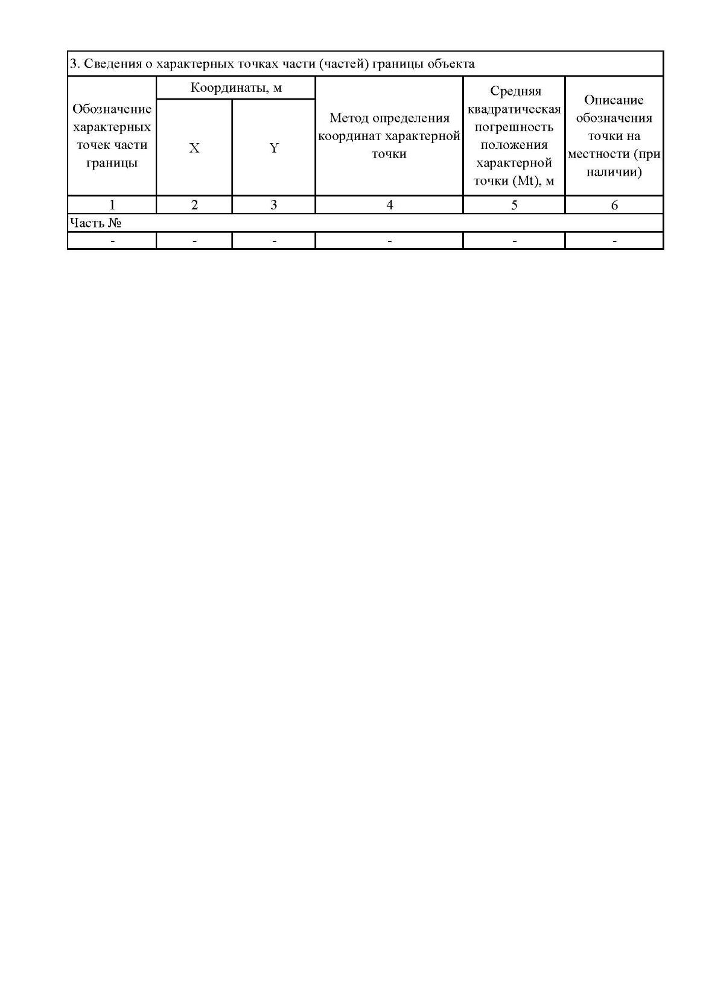 3. Сведения о характерных точках части (частей) границы объекта
Обозначение
характерных
точек части
границы
Координаты, м
X
Y
Метод определения
координат характерной
точки
Средняя
квадратическая
погрешность
положения
характерной
точки (Mt), м
Описание
обозначения
точки на
местности (при
наличии)
1 2 3 4 5 6
Часть №
- - - - - -